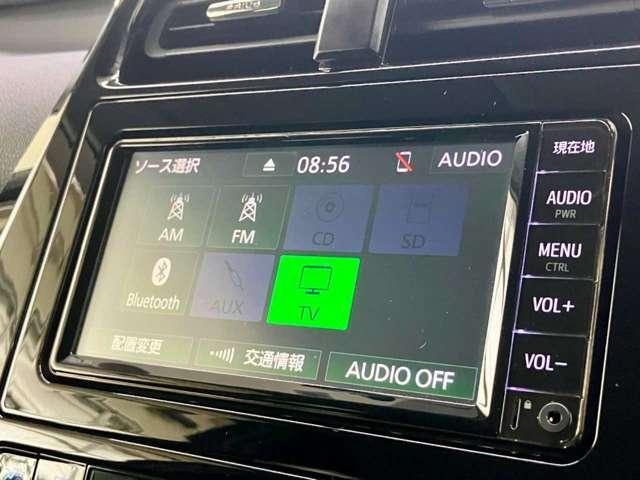 ソース選択 08:56 AUDIO
AM FM CD SD
Bluetooth AUX TV
配置変更 交通情報 AUDIO OFF
現在地
AUDIO
PWR
MENU
CTRL
VOL+
VOL−